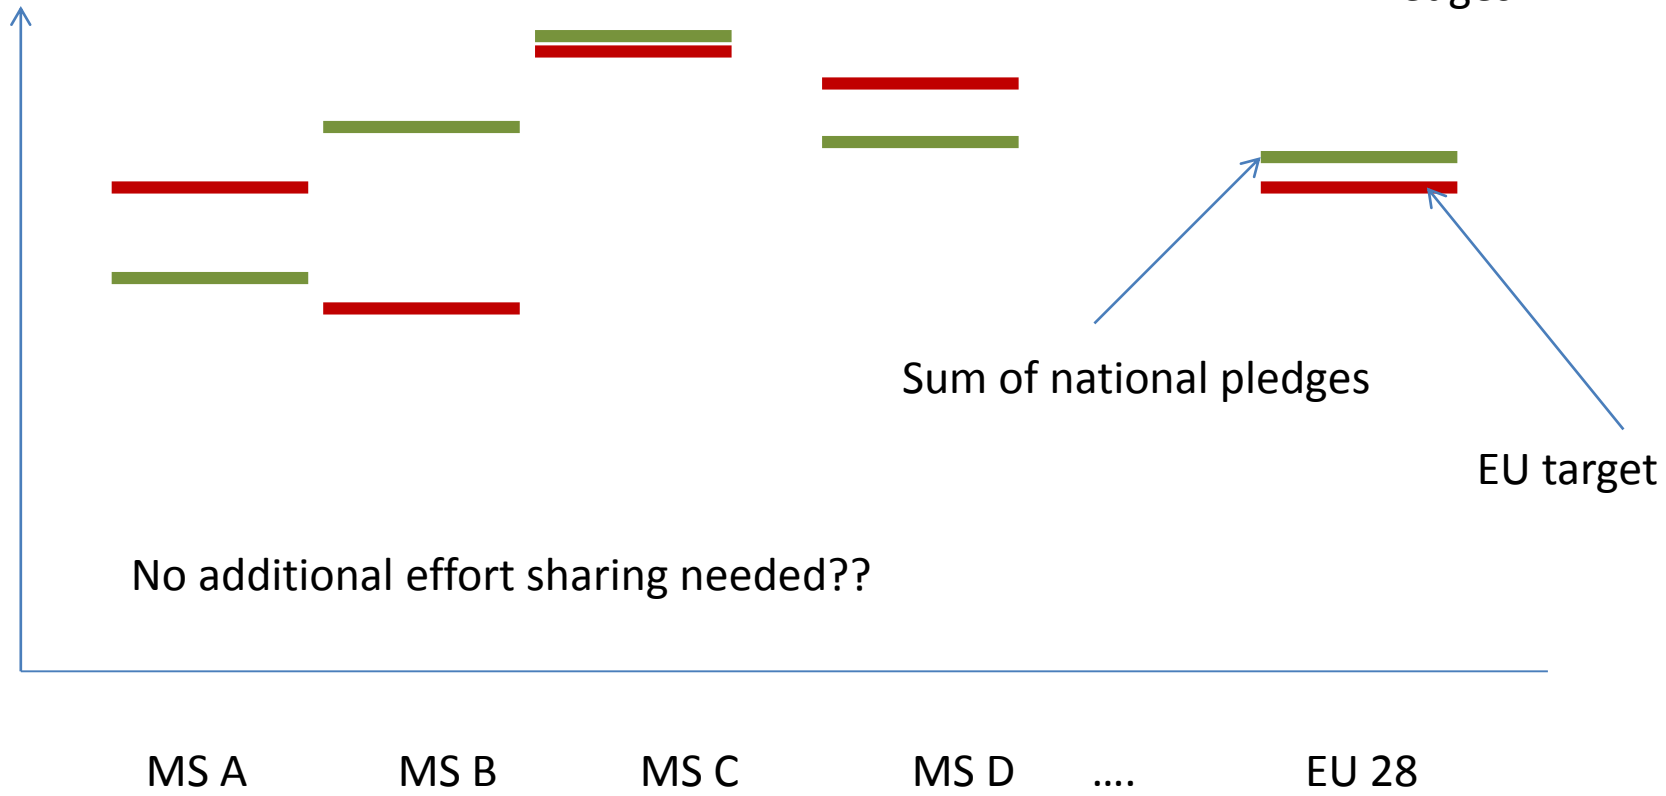 Sum of national pledges
EU target
No additional effort sharing needed??
MS A MS B MS C MS D .... EU 28